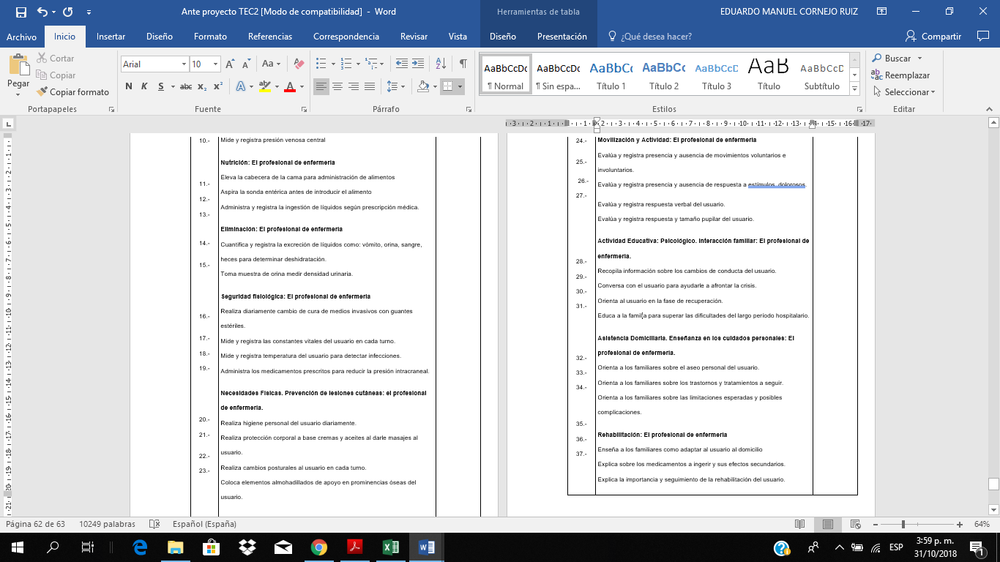 Ante proyecto TEC2 [Modo de compatibilidad] - Word
Herramientas de tabla
EDUARDO MANUEL CORNEJO RUIZ
Archivo Inicio Insertar Diseño Formato Referencias Correspondencia Revisar Vista Diseño Presentación ¿Qué desea hacer? Compartir
Pegar
Cortar
Copiar
Copiar formato
Portapapeles
Arial 10
Aa
N K S abc x₂ x²
A A
Fuente
Párrafo
AaBbCcDc AaBbCcDc AaBbCc AaBbCc AaBbCcD AaB AaBbCcD
¶ Normal ¶ Sin espa... Título 1 Título 2 Título 3 Título Subtítulo
Estilos
Buscar
Reemplazar
Seleccionar
Editar
10.- Mide y registra presión venosa central
Nutrición: El profesional de enfermería
11.- Eleva la cabecera de la cama para administración de alimentos
12.- Aspira la sonda entérica antes de introducir el alimento
13.- Administra y registra la ingestión de líquidos según prescripción médica.
Eliminación: El profesional de enfermería
14.- Cuantifica y registra la excreción de líquidos como: vómito, orina, sangre,
heces para determinar deshidratación.
15.- Toma muestra de orina medir densidad urinaria.
Seguridad fisiológica: El profesional de enfermería
16.- Realiza diariamente cambio de cura de medios invasivos con guantes
estériles.
17.- Mide y registra las constantes vitales del usuario en cada turno.
18.- Mide y registra temperatura del usuario para detectar infecciones.
19.- Administra los medicamentos prescritos para reducir la presión intracraneal.
Necesidades Físicas. Prevención de lesiones cutáneas: el profesional
de enfermería.
20.- Realiza higiene personal del usuario diariamente.
21.- Realiza protección corporal a base cremas y aceites al darle masajes al
usuario.
22.- Realiza cambios posturales al usuario en cada turno.
23.- Coloca elementos almohadillados de apoyo en prominencias óseas del
usuario.
24.- Movilización y Actividad: El profesional de enfermería
25.- Evalúa y registra presencia y ausencia de movimientos voluntarios e
involuntarios.
26.- Evalúa y registra presencia y ausencia de respuesta a estímulos dolorosos.
27.- Evalúa y registra respuesta verbal del usuario.
Evalúa y registra respuesta y tamaño pupilar del usuario.
Actividad Educativa: Psicológico. Interacción familiar: El profesional de
enfermería.
28.- Recopila información sobre los cambios de conducta del usuario.
29.- Conversa con el usuario para ayudarle a afrontar la crisis.
30.- Orienta al usuario en la fase de recuperación.
31.- Educa a la familia para superar las dificultades del largo período hospitalario.
Asistencia Domiciliaria. Enseñanza en los cuidados personales: El
profesional de enfermería.
32.- Orienta a los familiares sobre el aseo personal del usuario.
33.- Orienta a los familiares sobre los trastornos y tratamientos a seguir.
34.- Orienta a los familiares sobre las limitaciones esperadas y posibles
complicaciones.
Rehabilitación: El profesional de enfermería
35.- Enseña a los familiares como adaptar al usuario al domicilio
36.- Explica sobre los medicamentos a ingerir y sus efectos secundarios.
37.- Explica la importancia y seguimiento de la rehabilitación del usuario.
Página 62 de 63 10249 palabras Español (España) 64%
ESP
3:59 p. m.
31/10/2018